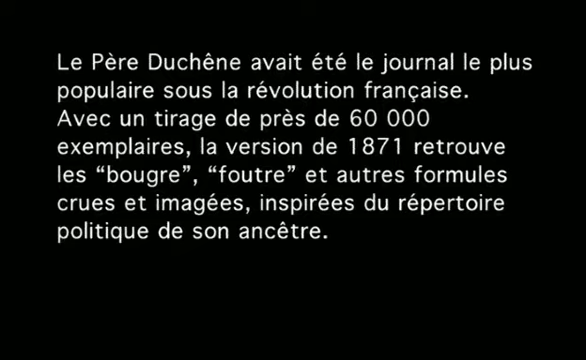 Le Père Duchêne avait été le journal le plus
populaire sous la révolution française.
Avec un tirage de près de 60 000
exemplaires, la version de 1871 retrouve
les “bougre”, “foutre” et autres formules
crues et imagées, inspirées du répertoire
politique de son ancêtre.